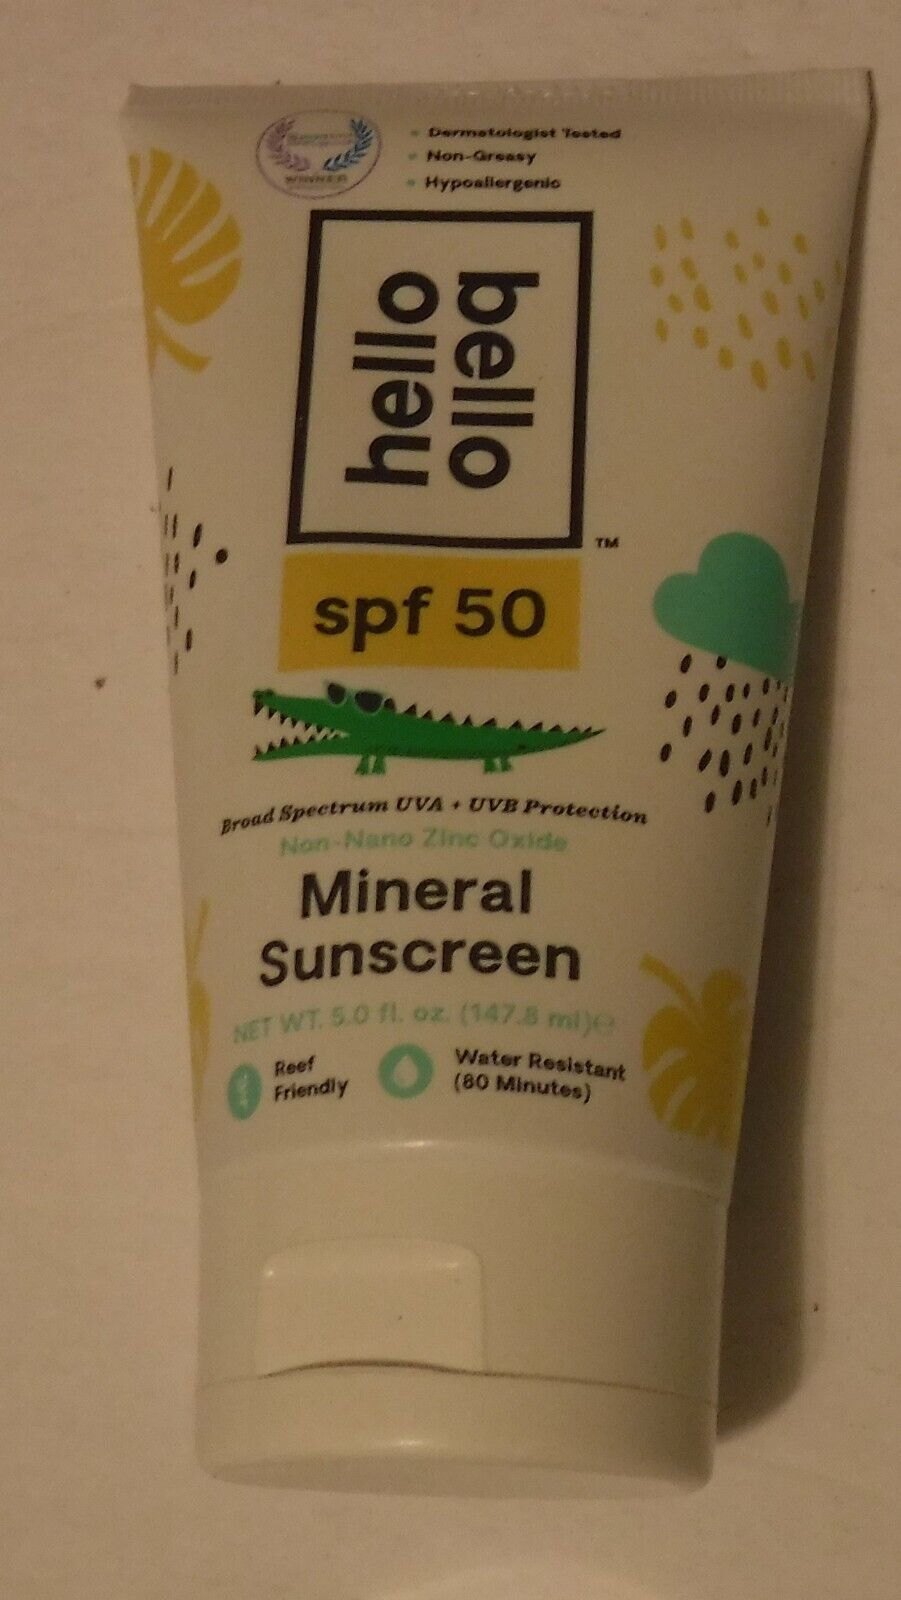 WINNER
Dermatologist Tested
Non-Greasy
Hypoallergenic
hello
bello
TM
spf 50
Broad Spectrum UVA + UVB Protection
Non-Nano Zinc Oxide
Mineral
Sunscreen
NET WT. 5.0 fl. oz. (147.8 ml)℮
Reef
Friendly
Water Resistant
(80 Minutes)